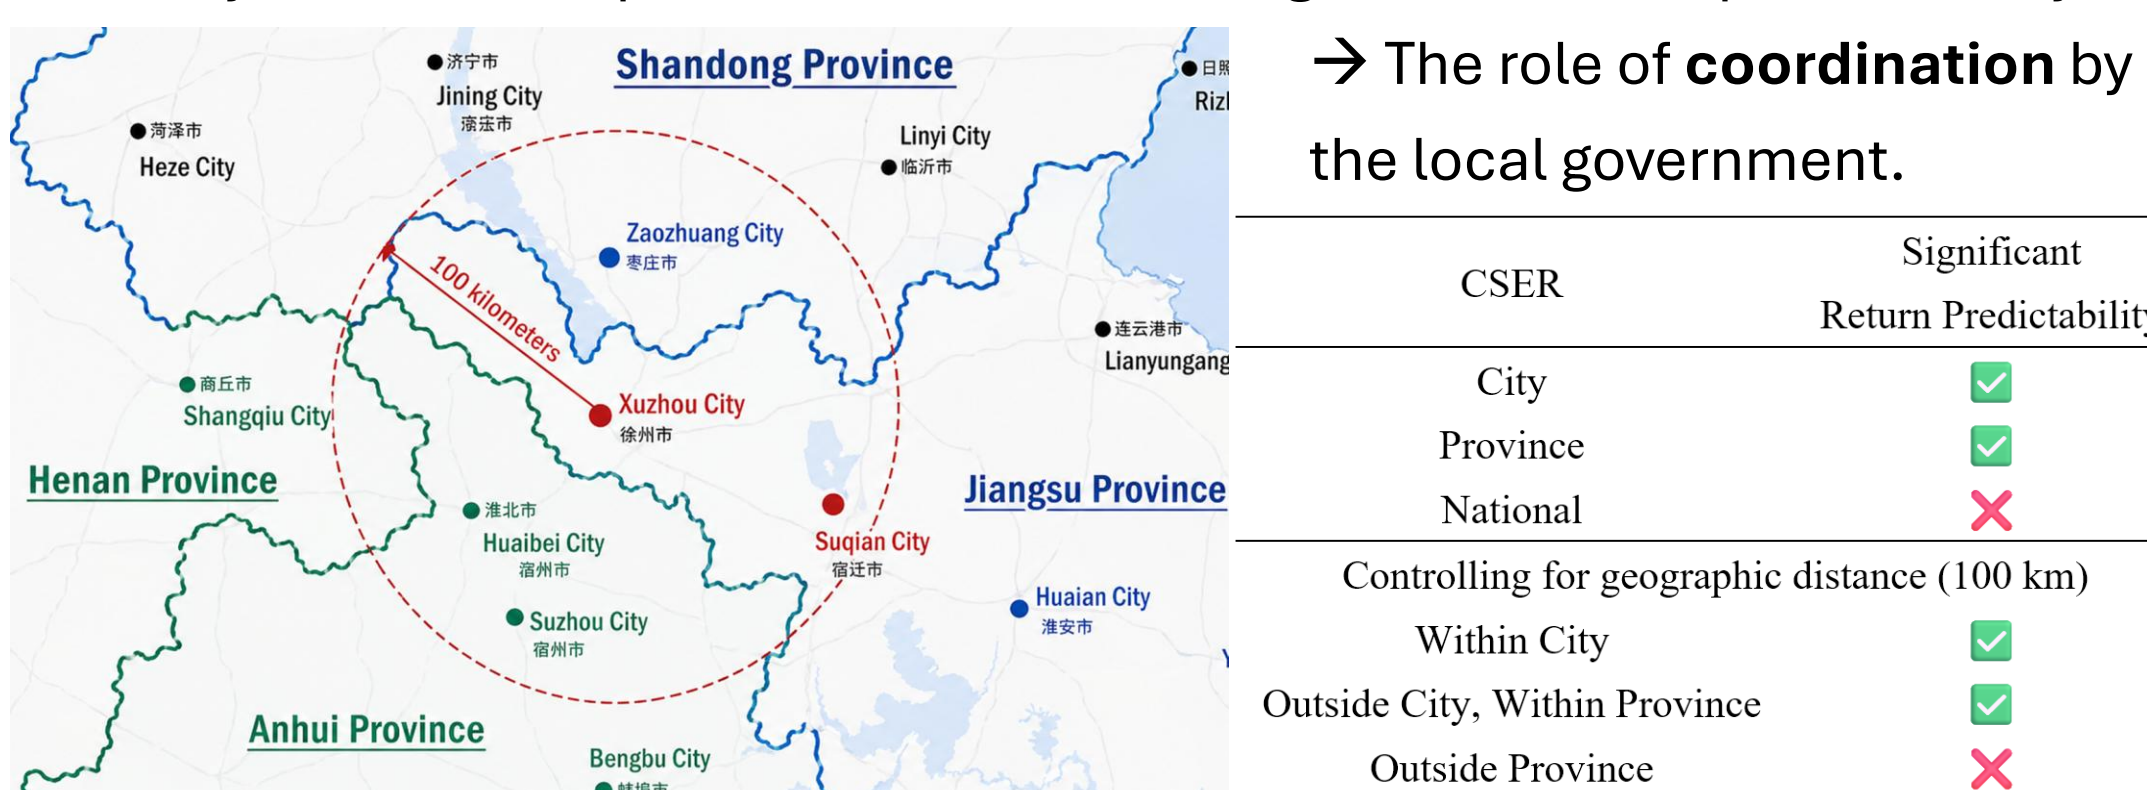 济宁市
Jining City
Shandong Province
日照
菏泽市
Heze City
Linyi City
临沂市
Zaozhuang City
枣庄市
100 kilometers
连云港市
Lianyungang
商丘市
Shangqiu City
Xuzhou City
徐州市
Henan Province
Jiangsu Province
淮北市
Huaibei City
宿州市
Suqian City
宿迁市
Suzhou City
宿州市
Huaian City
淮安市
Anhui Province
Bengbu City
→ The role of coordination by
the local government.
CSER
Significant
Return Predictability
City ✅
Province ✅
National ❌
Controlling for geographic distance (100 km)
Within City ✅
Outside City, Within Province ✅
Outside Province ❌